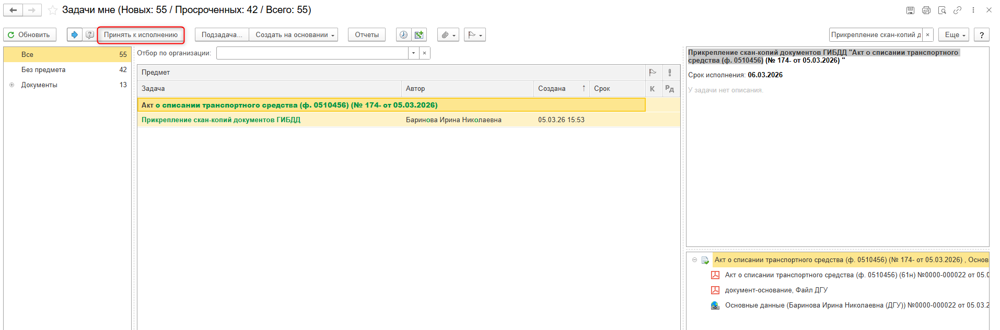 Задачи мне (Новых: 55 / Просроченных: 42 / Всего: 55)
Обновить
Принять к исполнению
Подзадача...
Создать на основании
Отчеты
Прикрепление скан-копий д
×
Еще
?
Все 55
Без предмета 42
Документы 13
Отбор по организации:
Предмет
Задача Автор Создана ↑ Срок К Рд
Акт о списании транспортного средства (ф. 0510456) (№ 174- от 05.03.2026)
Прикрепление скан-копий документов ГИБДД Баринова Ирина Николаевна 05.03.26 15:53
Прикрепление скан-копий документов ГИБДД "Акт о списании транспортного
средства (ф. 0510456) (№ 174- от 05.03.2026) "
Срок исполнения: 06.03.2026
У задачи нет описания.
Акт о списании транспортного средства (ф. 0510456) (№ 174- от 05.03.2026) , Основ
Акт о списании транспортного средства (ф. 0510456) (61н) №0000-000022 от 05.0
документ-основание, Файл ДГУ
Основные данные (Баринова Ирина Николаевна (ДГУ)) №0000-000022 от 05.03.2